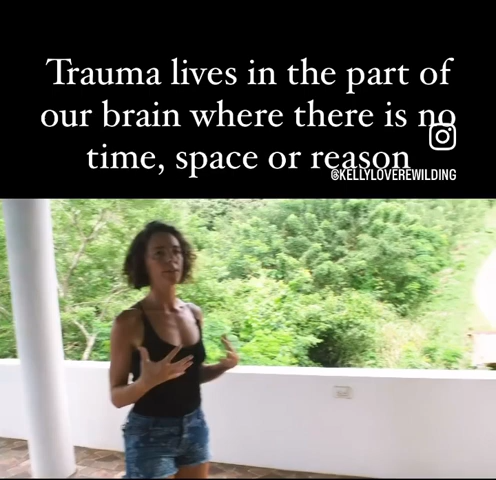 Trauma lives in the part of
our brain where there is no
time, space or reason
@KELLYLOVEREWILDING